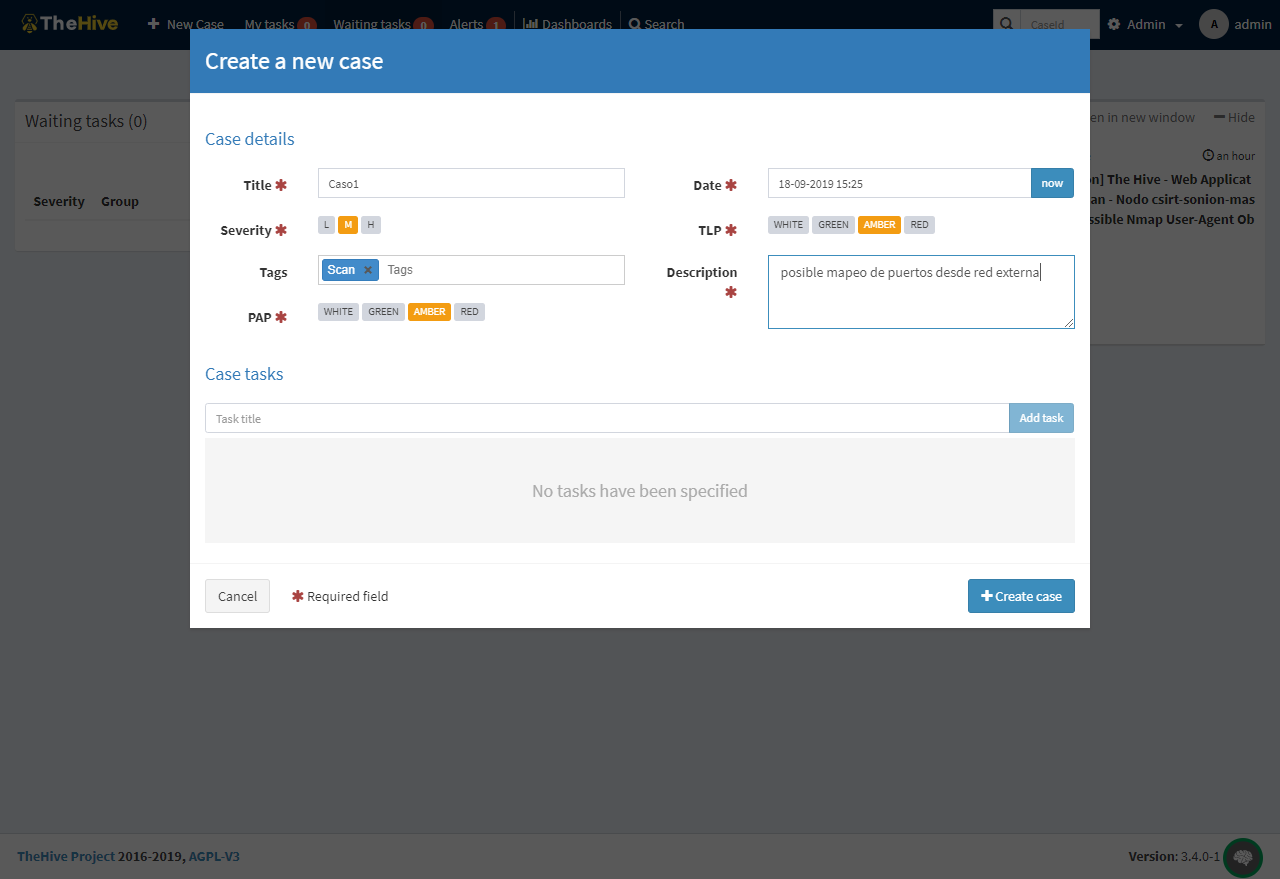 TheHive New Case My tasks 0 Waiting tasks 0 Alerts 1 Dashboards Search CaseId Admin A admin
Create a new case
Waiting tasks (0)
en in new window Hide
Case details
an hour
Title Caso1
Date 18-09-2019 15:25 now
n] The Hive - Web Applicat
Severity Group
an - Nodo csirt-sonion-mas
ssible Nmap User-Agent Ob
Severity L M H
TLP WHITE GREEN AMBER RED
Tags Scan Tags
Description posible mapeo de puertos desde red externa
PAP WHITE GREEN AMBER RED
Case tasks
Task title Add task
No tasks have been specified
Cancel Required field Create case
TheHive Project 2016-2019, AGPL-V3 Version: 3.4.0-1